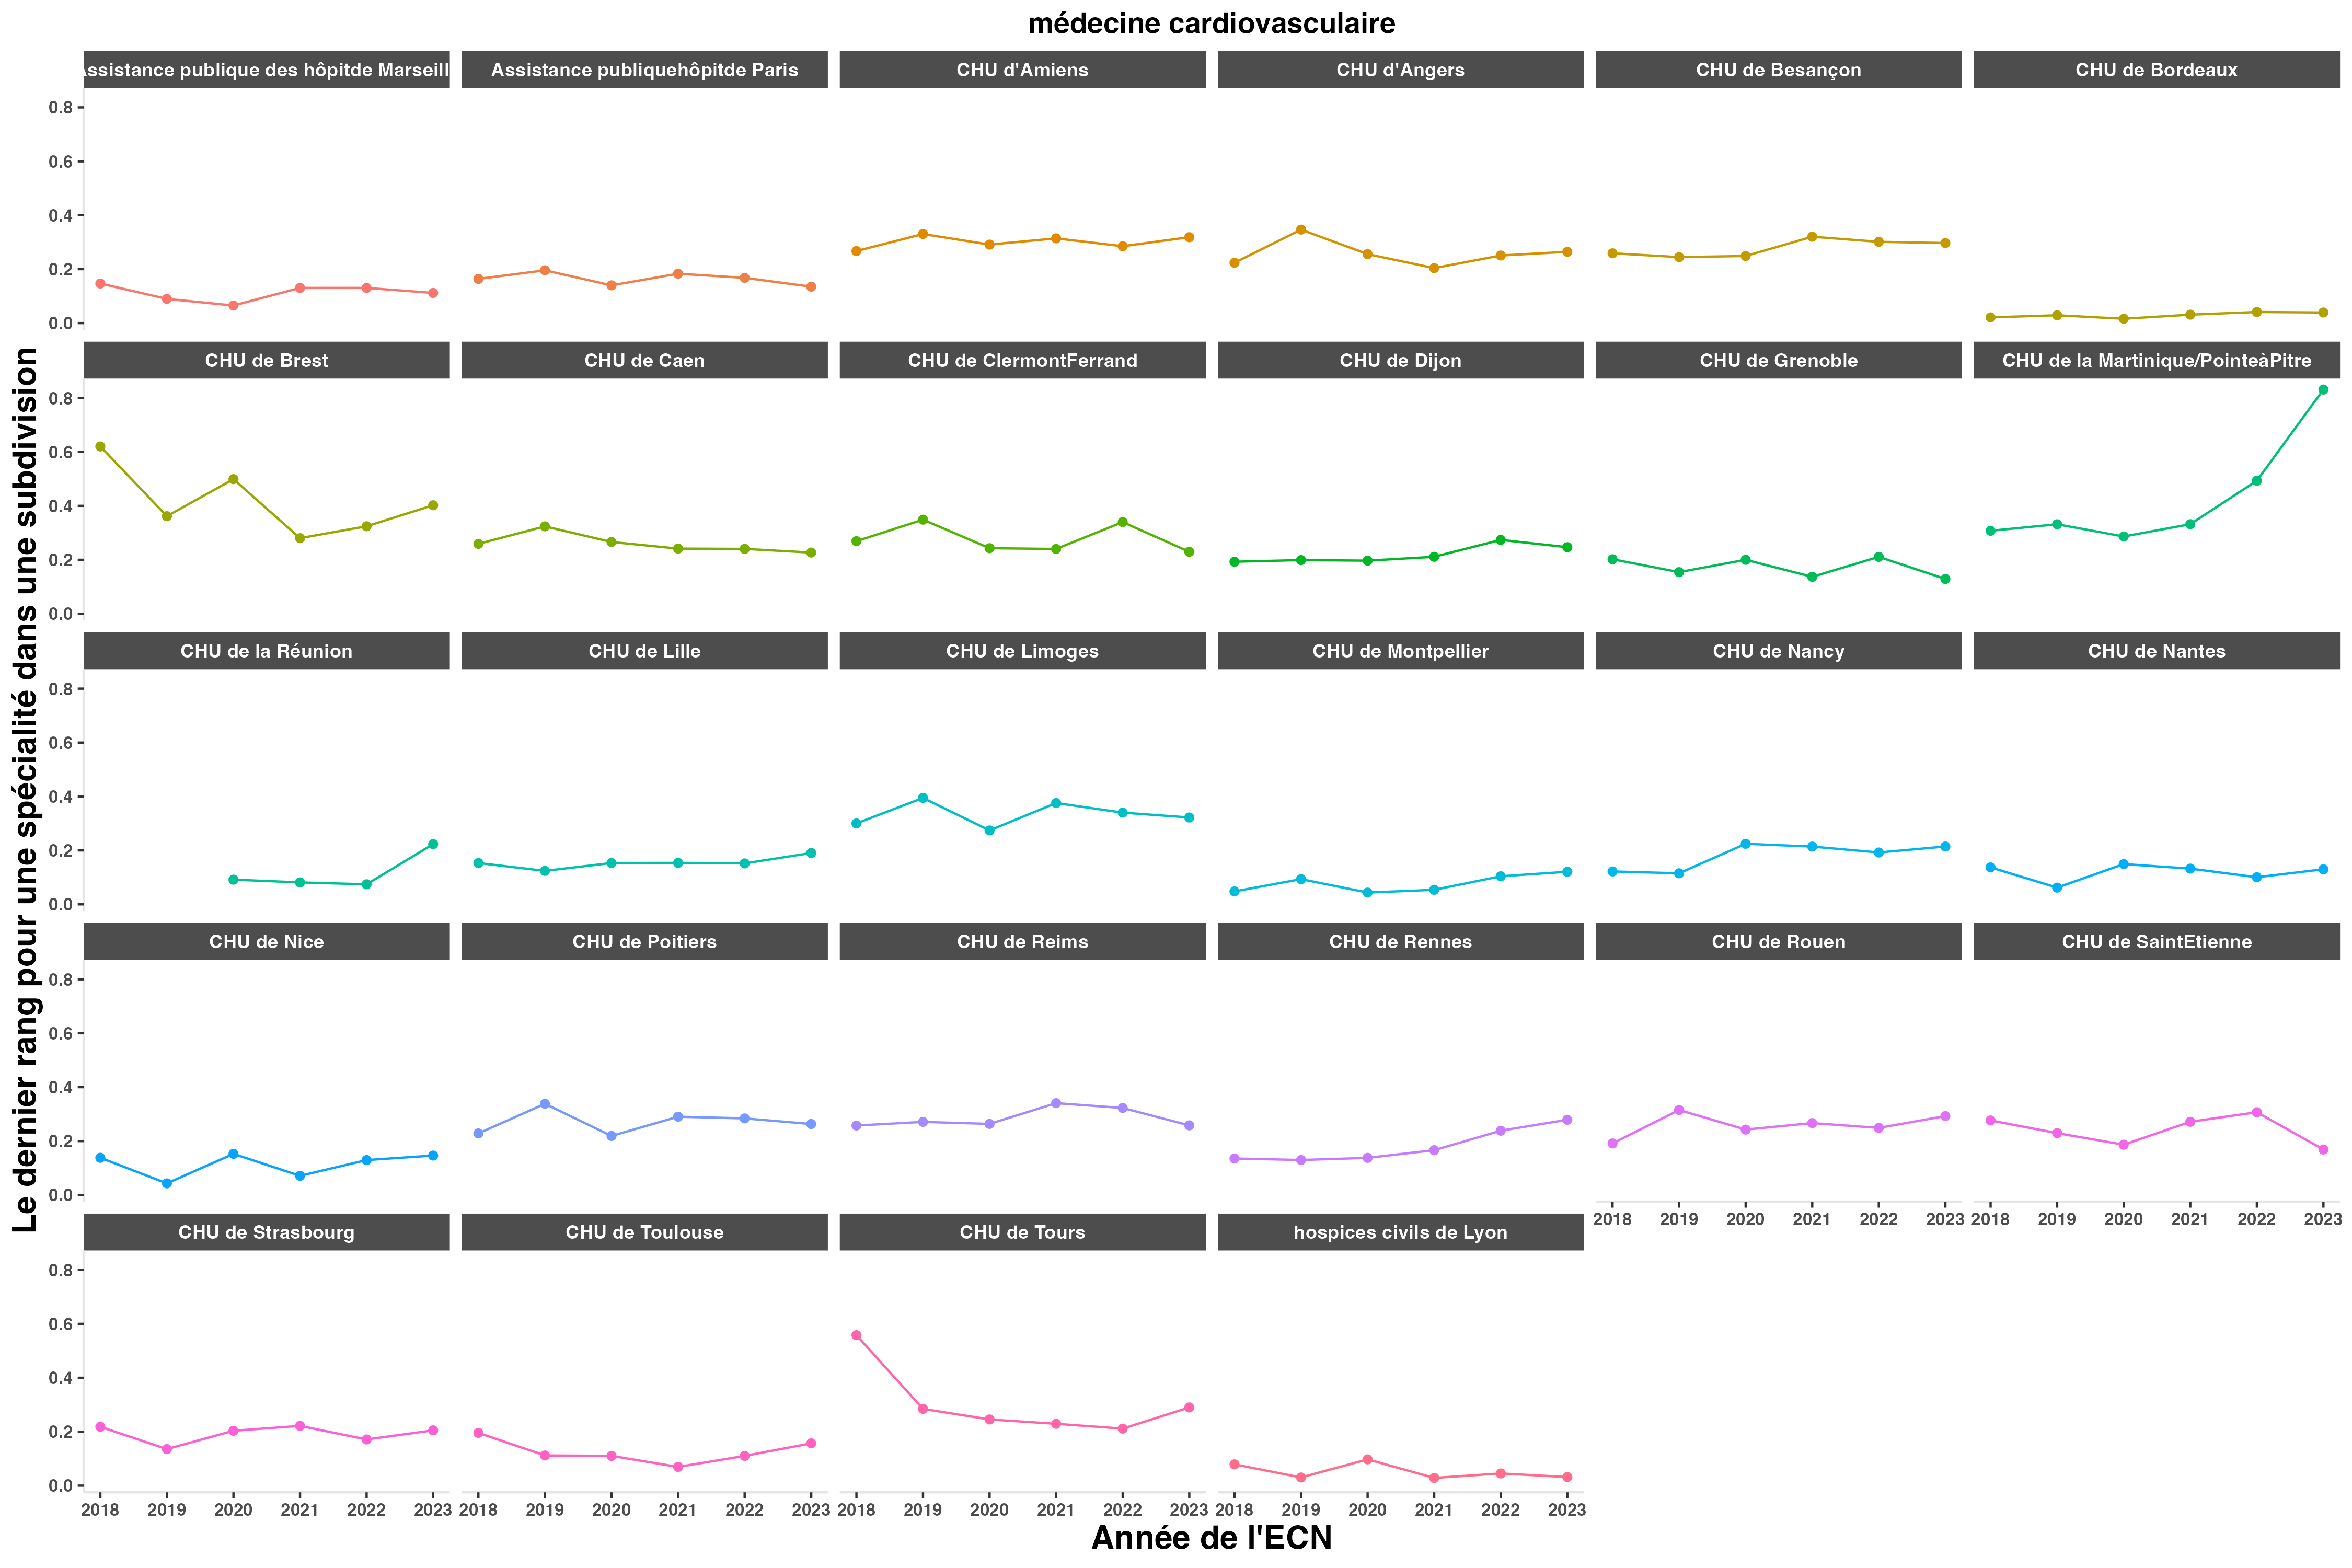 médecine cardiovasculaire
Assistance publique des hôpitde Marseill
Assistance publiquehôpitde Paris
CHU d'Amiens
CHU d'Angers
CHU de Besançon
CHU de Bordeaux
0.8
0.6
0.4
0.2
0.0
CHU de Brest
CHU de Caen
CHU de ClermontFerrand
CHU de Dijon
CHU de Grenoble
CHU de la Martinique/PointeàPitre
0.8
0.6
0.4
0.2
0.0
CHU de la Réunion
CHU de Lille
CHU de Limoges
CHU de Montpellier
CHU de Nancy
CHU de Nantes
0.8
0.6
0.4
0.2
0.0
CHU de Nice
CHU de Poitiers
CHU de Reims
CHU de Rennes
CHU de Rouen
CHU de SaintEtienne
0.8
0.6
0.4
0.2
0.0
2018 2019 2020 2021 2022 2023
2018 2019 2020 2021 2022 2023
CHU de Strasbourg
CHU de Toulouse
CHU de Tours
hospices civils de Lyon
0.8
0.6
0.4
0.2
0.0
2018 2019 2020 2021 2022 2023
2018 2019 2020 2021 2022 2023
2018 2019 2020 2021 2022 2023
2018 2019 2020 2021 2022 2023
Année de l'ECN
Le dernier rang pour une spécialité dans une subdivision